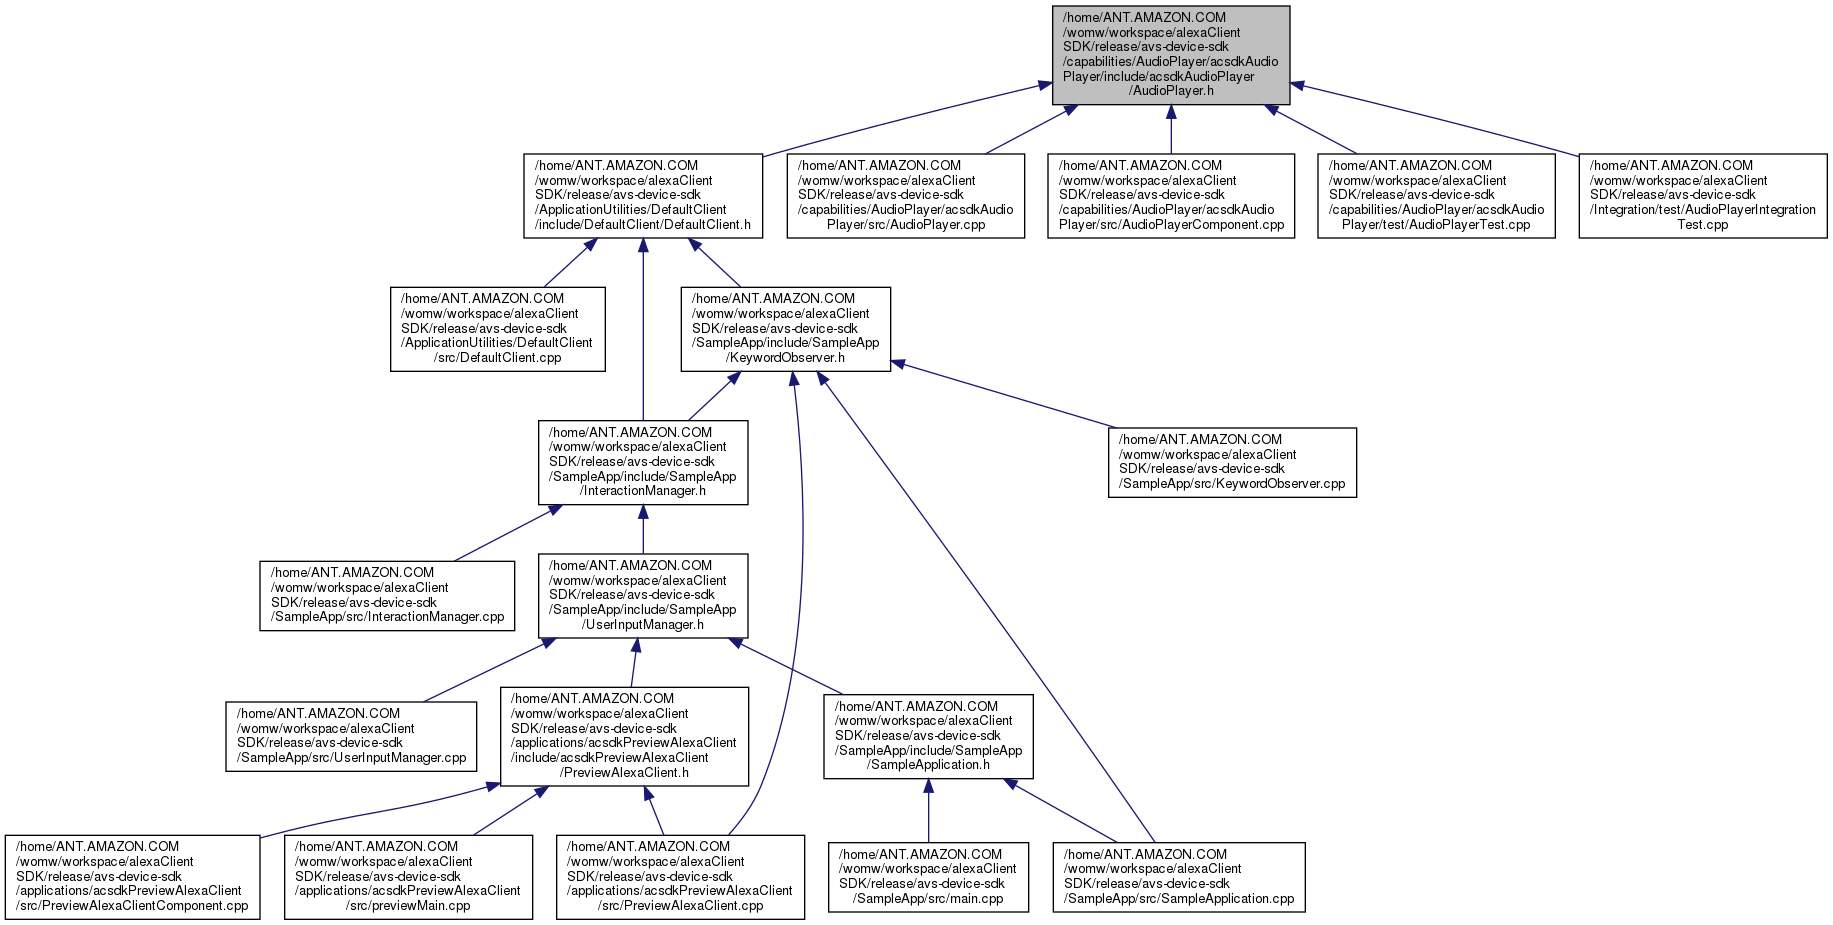 /home/ANT.AMAZON.COM
/womw/workspace/alexaClient
SDK/release/avs-device-sdk
/capabilities/AudioPlayer/acsdkAudio
Player/include/acsdkAudioPlayer
/AudioPlayer.h
/home/ANT.AMAZON.COM
/womw/workspace/alexaClient
SDK/release/avs-device-sdk
/ApplicationUtilities/DefaultClient
/include/DefaultClient/DefaultClient.h
/home/ANT.AMAZON.COM
/womw/workspace/alexaClient
SDK/release/avs-device-sdk
/capabilities/AudioPlayer/acsdkAudio
Player/src/AudioPlayer.cpp
/home/ANT.AMAZON.COM
/womw/workspace/alexaClient
SDK/release/avs-device-sdk
/capabilities/AudioPlayer/acsdkAudio
Player/src/AudioPlayerComponent.cpp
/home/ANT.AMAZON.COM
/womw/workspace/alexaClient
SDK/release/avs-device-sdk
/capabilities/AudioPlayer/acsdkAudio
Player/test/AudioPlayerTest.cpp
/home/ANT.AMAZON.COM
/womw/workspace/alexaClient
SDK/release/avs-device-sdk
/Integration/test/AudioPlayerIntegration
Test.cpp
/home/ANT.AMAZON.COM
/womw/workspace/alexaClient
SDK/release/avs-device-sdk
/ApplicationUtilities/DefaultClient
/src/DefaultClient.cpp
/home/ANT.AMAZON.COM
/womw/workspace/alexaClient
SDK/release/avs-device-sdk
/SampleApp/include/SampleApp
/KeywordObserver.h
/home/ANT.AMAZON.COM
/womw/workspace/alexaClient
SDK/release/avs-device-sdk
/SampleApp/include/SampleApp
/InteractionManager.h
/home/ANT.AMAZON.COM
/womw/workspace/alexaClient
SDK/release/avs-device-sdk
/SampleApp/src/KeywordObserver.cpp
/home/ANT.AMAZON.COM
/womw/workspace/alexaClient
SDK/release/avs-device-sdk
/SampleApp/src/InteractionManager.cpp
/home/ANT.AMAZON.COM
/womw/workspace/alexaClient
SDK/release/avs-device-sdk
/SampleApp/include/SampleApp
/UserInputManager.h
/home/ANT.AMAZON.COM
/womw/workspace/alexaClient
SDK/release/avs-device-sdk
/SampleApp/src/UserInputManager.cpp
/home/ANT.AMAZON.COM
/womw/workspace/alexaClient
SDK/release/avs-device-sdk
/applications/acsdkPreviewAlexaClient
/include/acsdkPreviewAlexaClient
/PreviewAlexaClient.h
/home/ANT.AMAZON.COM
/womw/workspace/alexaClient
SDK/release/avs-device-sdk
/SampleApp/include/SampleApp
/SampleApplication.h
/home/ANT.AMAZON.COM
/womw/workspace/alexaClient
SDK/release/avs-device-sdk
/applications/acsdkPreviewAlexaClient
/src/PreviewAlexaClientComponent.cpp
/home/ANT.AMAZON.COM
/womw/workspace/alexaClient
SDK/release/avs-device-sdk
/applications/acsdkPreviewAlexaClient
/src/previewMain.cpp
/home/ANT.AMAZON.COM
/womw/workspace/alexaClient
SDK/release/avs-device-sdk
/applications/acsdkPreviewAlexaClient
/src/PreviewAlexaClient.cpp
/home/ANT.AMAZON.COM
/womw/workspace/alexaClient
SDK/release/avs-device-sdk
/SampleApp/src/main.cpp
/home/ANT.AMAZON.COM
/womw/workspace/alexaClient
SDK/release/avs-device-sdk
/SampleApp/src/SampleApplication.cpp